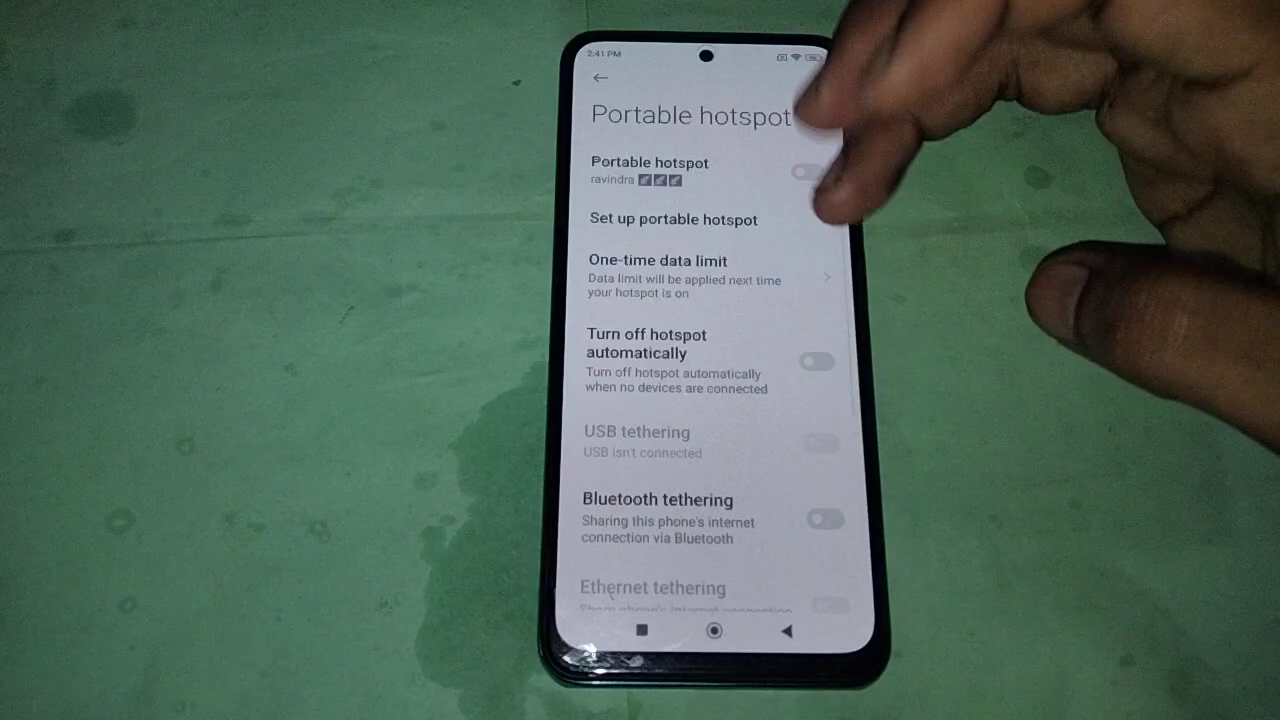 2:41 PM
Portable hotspot
Portable hotspot
ravindra
Set up portable hotspot
One-time data limit
Data limit will be applied next time
your hotspot is on
Turn off hotspot
automatically
Turn off hotspot automatically
when no devices are connected
USB tethering
USB isn't connected
Bluetooth tethering
Sharing this phone's internet
connection via Bluetooth
Ethernet tethering